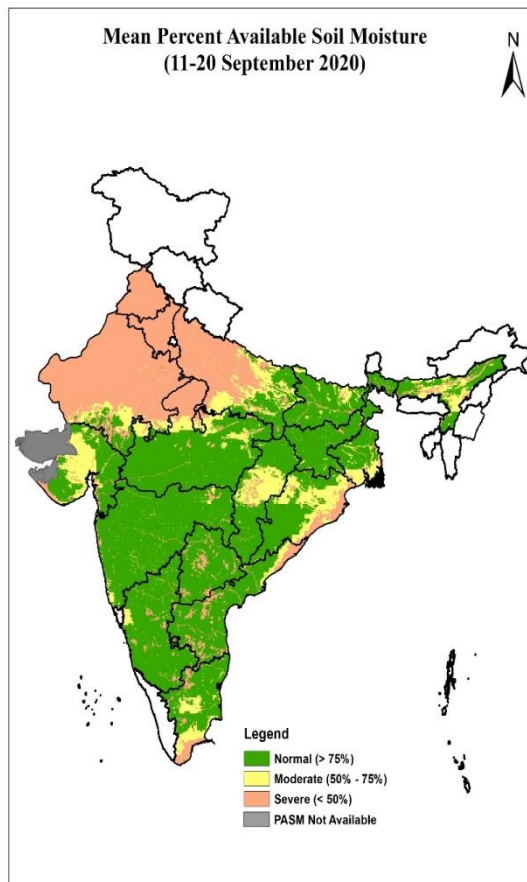 Mean Percent Available Soil Moisture
(11-20 September 2020)
N
Legend
Normal (> 75%)
Moderate (50% - 75%)
Severe (< 50%)
PASM Not Available